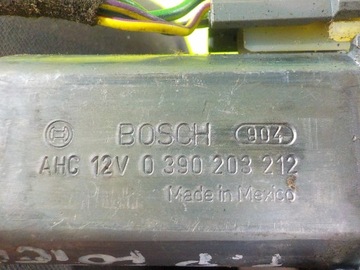 BOSCH 904
AHC 12V 0 390 203 212
Made in Mexico